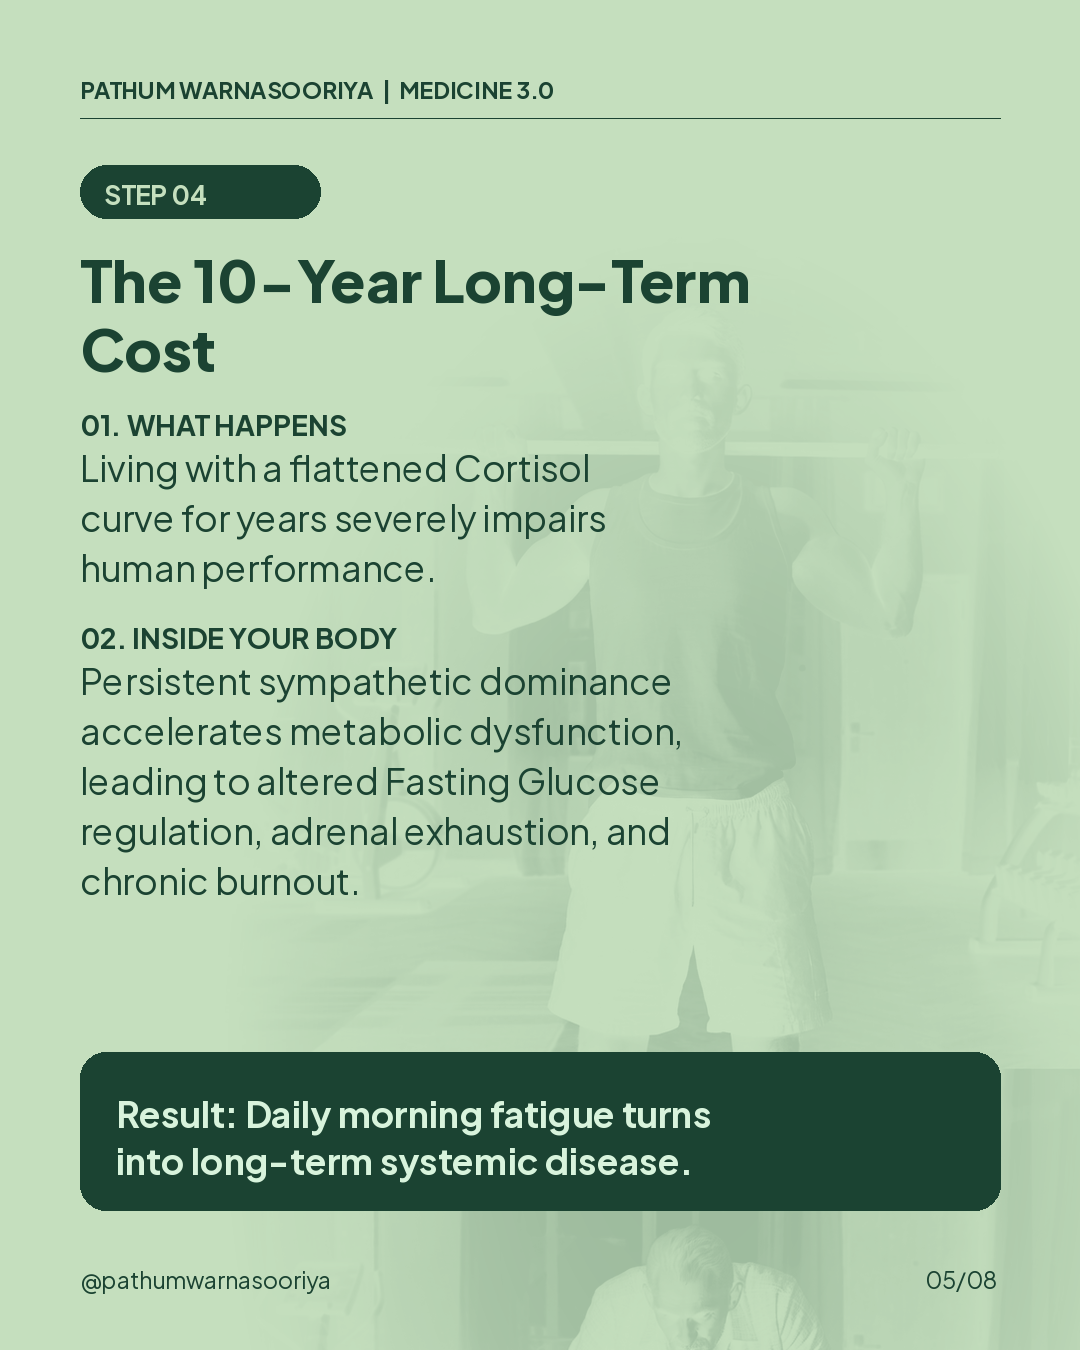 PATHUM WARNASOORIYA | MEDICINE 3.0
STEP 04
The 10–Year Long-Term
Cost
01. WHAT HAPPENS
Living with a flattened Cortisol
curve for years severely impairs
human performance.
02. INSIDE YOUR BODY
Persistent sympathetic dominance
accelerates metabolic dysfunction,
leading to altered Fasting Glucose
regulation, adrenal exhaustion, and
chronic burnout.
Result: Daily morning fatigue turns
into long-term systemic disease.
@pathumwarnasooriya
05/08